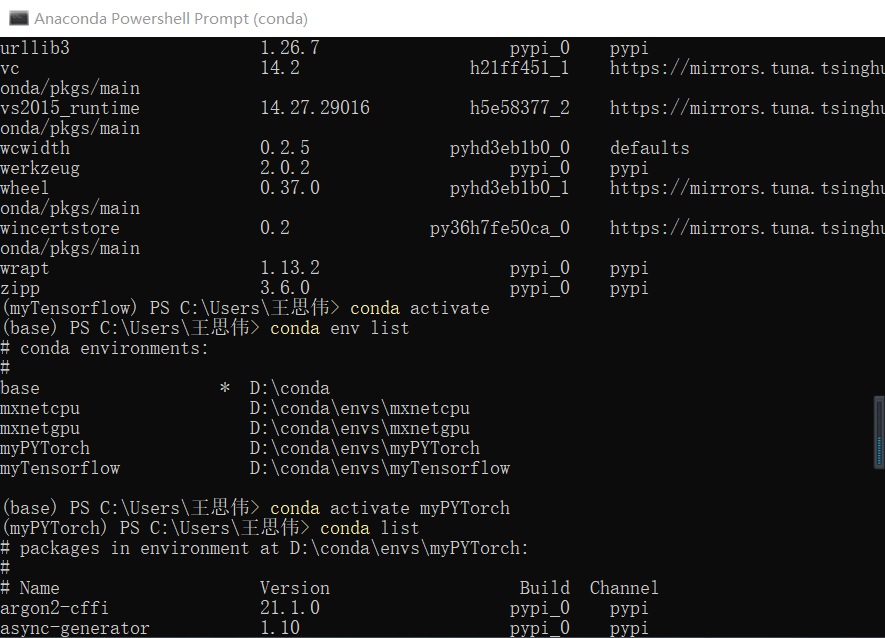 Anaconda Powershell Prompt (conda)
urllib3 1.26.7 pypi_0 pypi
vc 14.2 h21ff451_1 https://mirrors.tuna.tsinghu
onda/pkgs/main
vs2015_runtime 14.27.29016 h5e58377_2 https://mirrors.tuna.tsinghu
onda/pkgs/main
wcwidth 0.2.5 pyhd3eb1b0_0 defaults
werkzeug 2.0.2 pypi_0 pypi
wheel 0.37.0 pyhd3eb1b0_1 https://mirrors.tuna.tsinghu
onda/pkgs/main
wincertstore 0.2 py36h7fe50ca_0 https://mirrors.tuna.tsinghu
onda/pkgs/main
wrapt 1.13.2 pypi_0 pypi
zipp 3.6.0 pypi_0 pypi
(myTensorflow) PS C:\Users\王思伟> conda activate
(base) PS C:\Users\王思伟> conda env list
# conda environments:
#
base * D:\conda
mxnetcpu D:\conda\envs\mxnetcpu
mxnetgpu D:\conda\envs\mxnetgpu
myPYTorch D:\conda\envs\myPYTorch
myTensorflow D:\conda\envs\myTensorflow
(base) PS C:\Users\王思伟> conda activate myPYTorch
(myPYTorch) PS C:\Users\王思伟> conda list
# packages in environment at D:\conda\envs\myPYTorch:
#
# Name Version Build Channel
argon2-cffi 21.1.0 pypi_0 pypi
async-generator 1.10 pypi_0 pypi